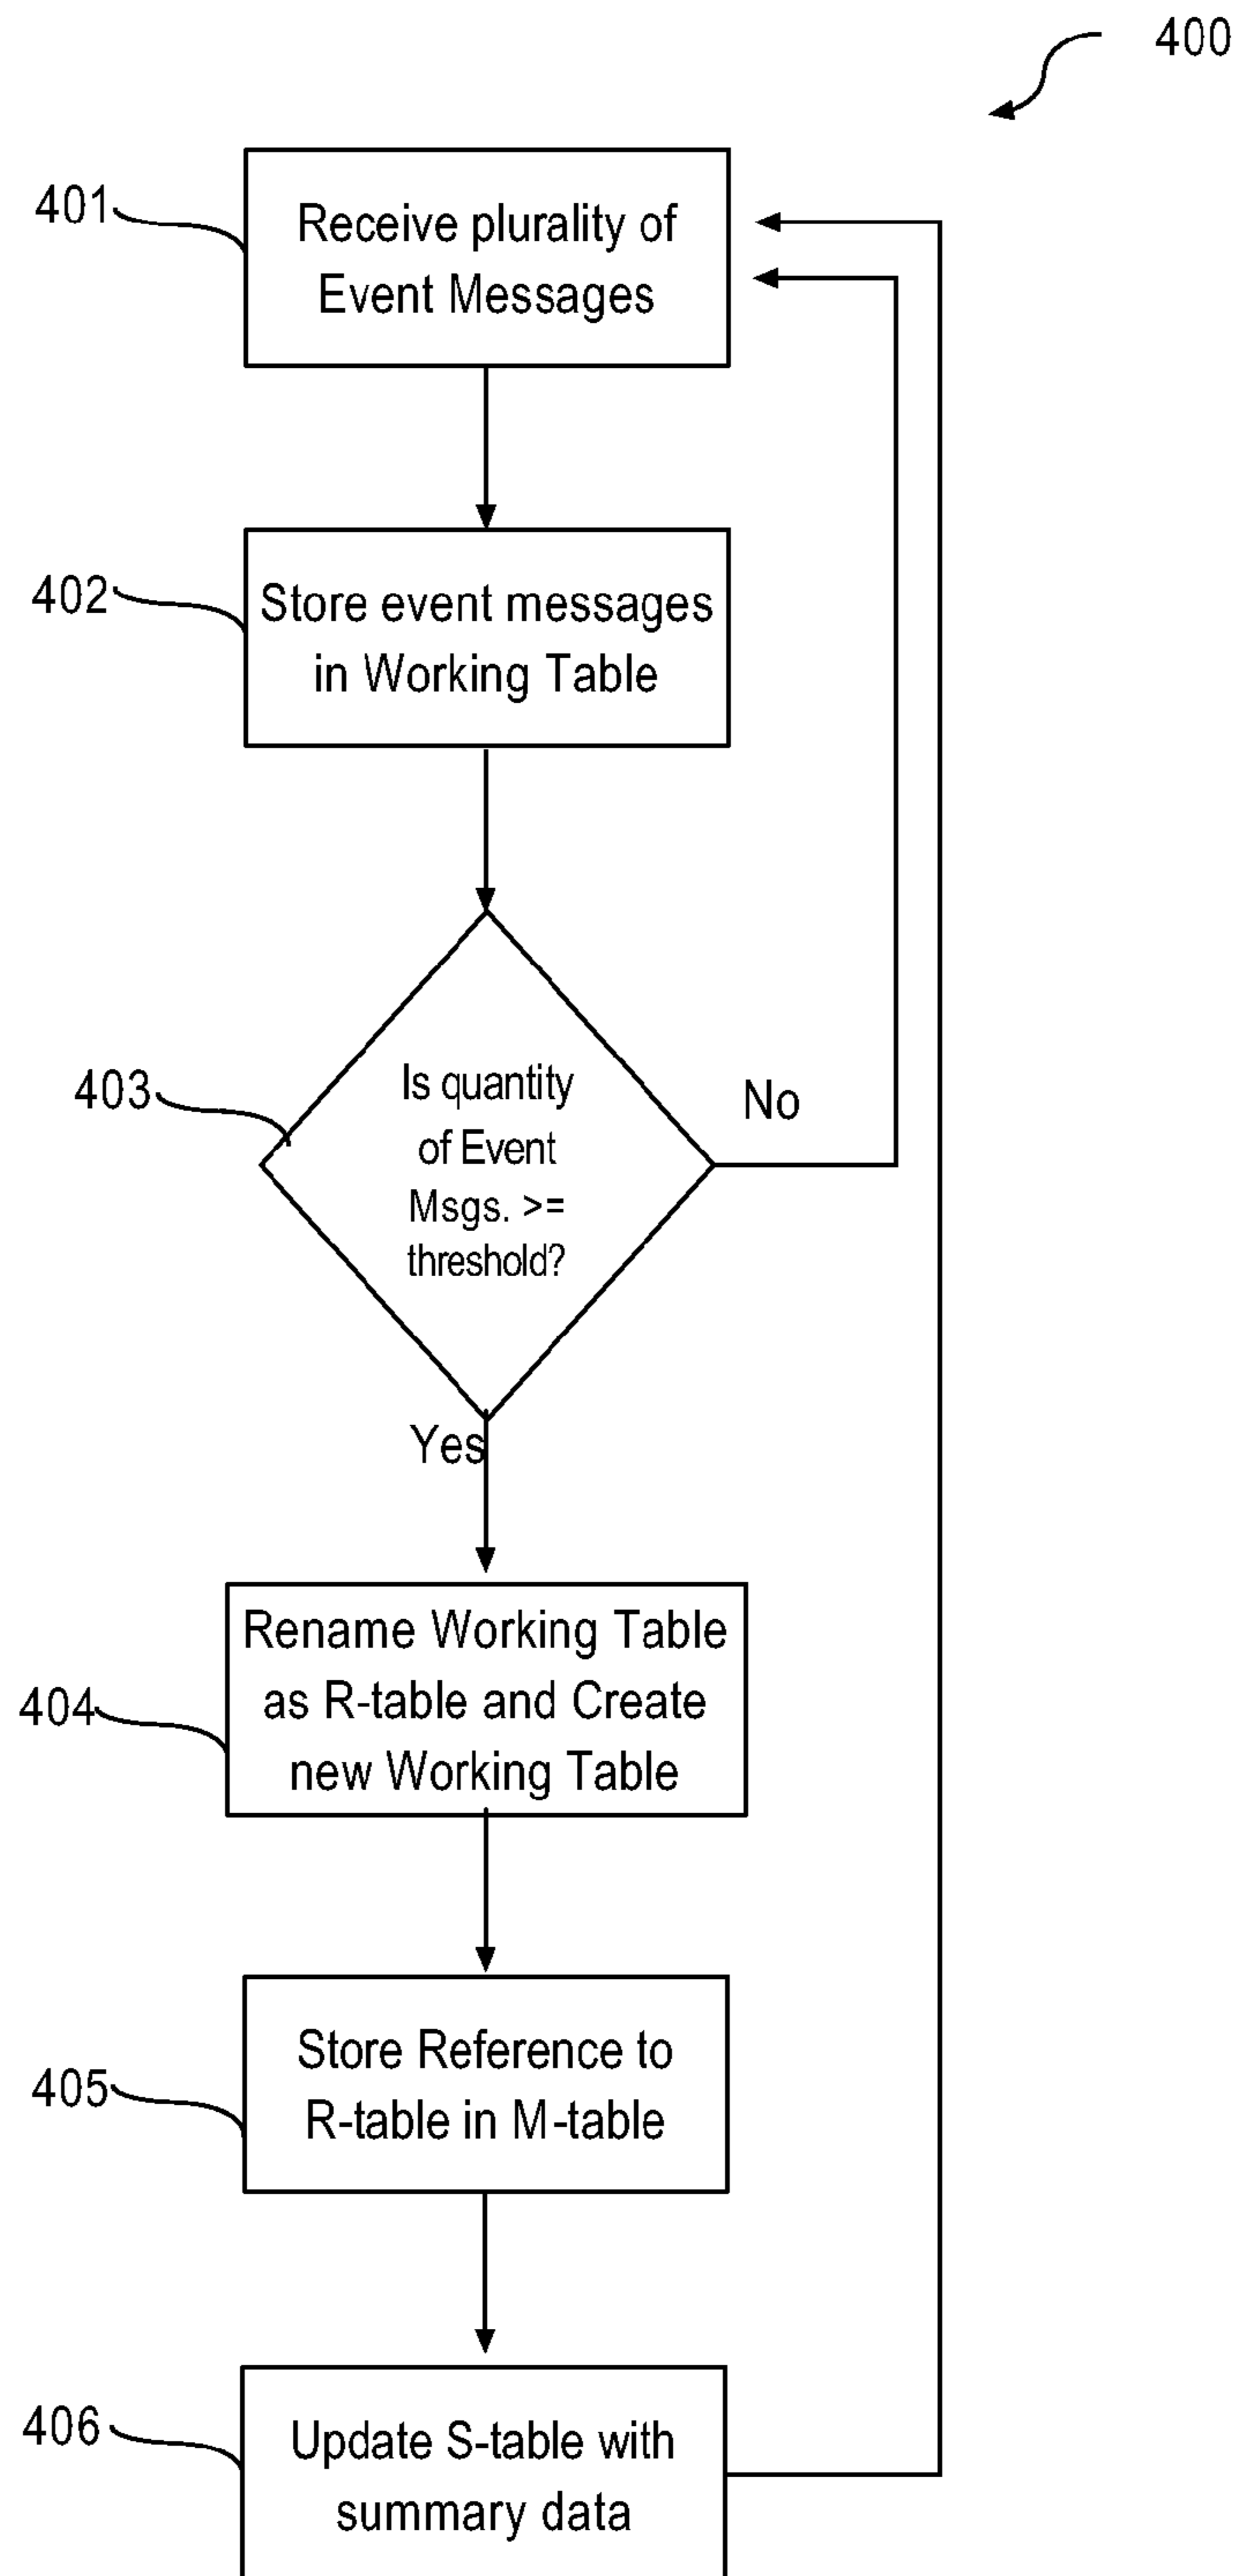 400
401
Receive plurality of
Event Messages
402
Store event messages
in Working Table
403
Is quantity
of Event
Msgs. >=
threshold?
No
Yes
404
Rename Working Table
as R-table and Create
new Working Table
405
Store Reference to
R-table in M-table
406
Update S-table with
summary data